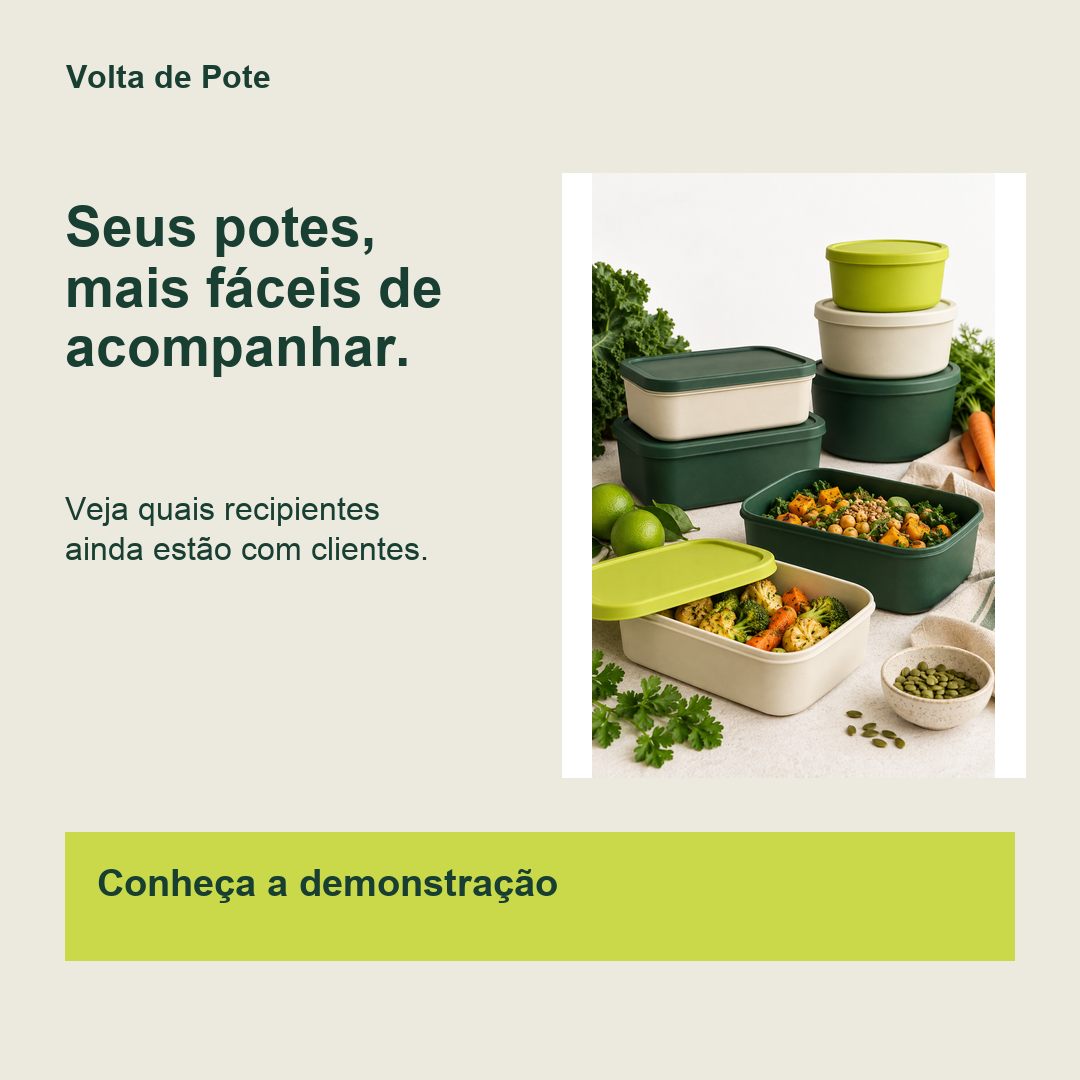 Volta de Pote
Seus potes,
mais fáceis de
acompanhar.
Veja quais recipientes
ainda estão com clientes.
Conheça a demonstração